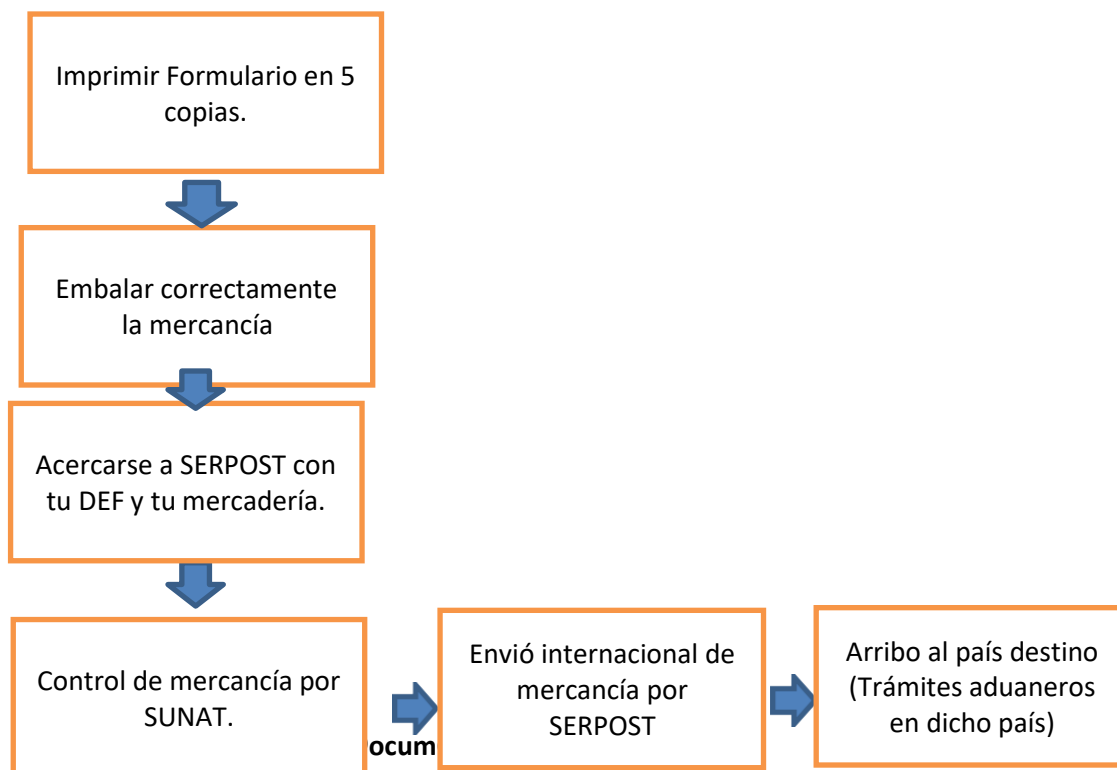 Imprimir Formulario en 5
copias.
Embalar correctamente
la mercancía
Acercarse a SERPOST con
tu DEF y tu mercadería.
Control de mercancía por
SUNAT.
Envió internacional de
mercancía por
SERPOST
Arribo al país destino
(Trámites aduaneros
en dicho país)